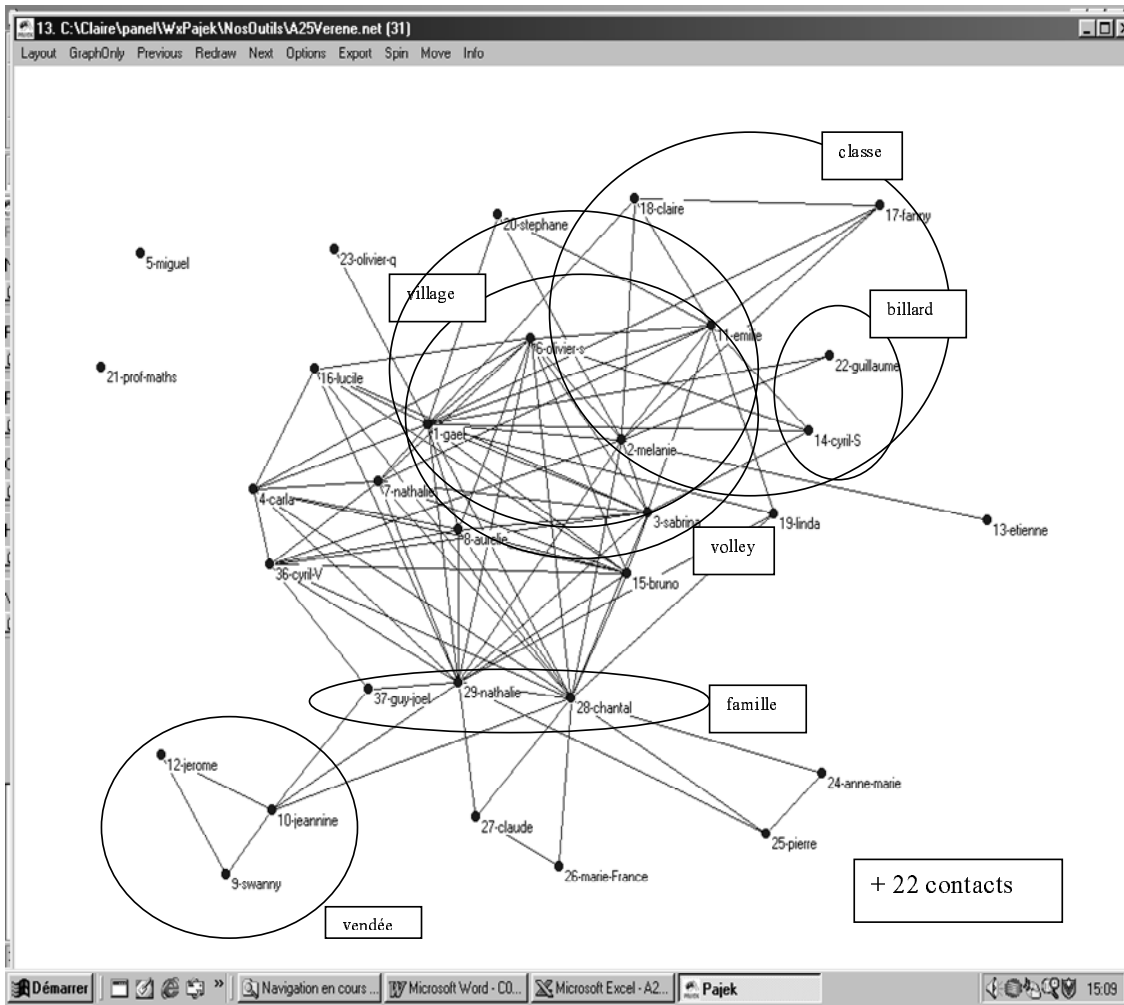 13. C:\Claire\panel\WxPajek\NosOutils\A25Verene.net (31)
Layout GraphOnly Previous Redraw Next Options Export Spin Move Info
classe
18-claire
17-fanny
20-stephane
23-olivier-q
5-miguel
village
billard
11-emilie
6-olivier-s
22-guillaume
21-prof-maths
16-lucile
1-gael
14-cyril-S
2-melanie
7-nathalie
4-carla
3-sabrina
19-linda
13-etienne
8-aurelie
volley
36-cyril-V
15-bruno
29-nathalie
37-guy-joel
28-chantal
famille
12-jerome
24-anne-marie
10-jeannine
27-claude
25-pierre
26-marie-France
9-swanny
+ 22 contacts
vendée
Démarrer » Navigation en cours ... Microsoft Word - C0... Microsoft Excel - A2... Pajek 15:09